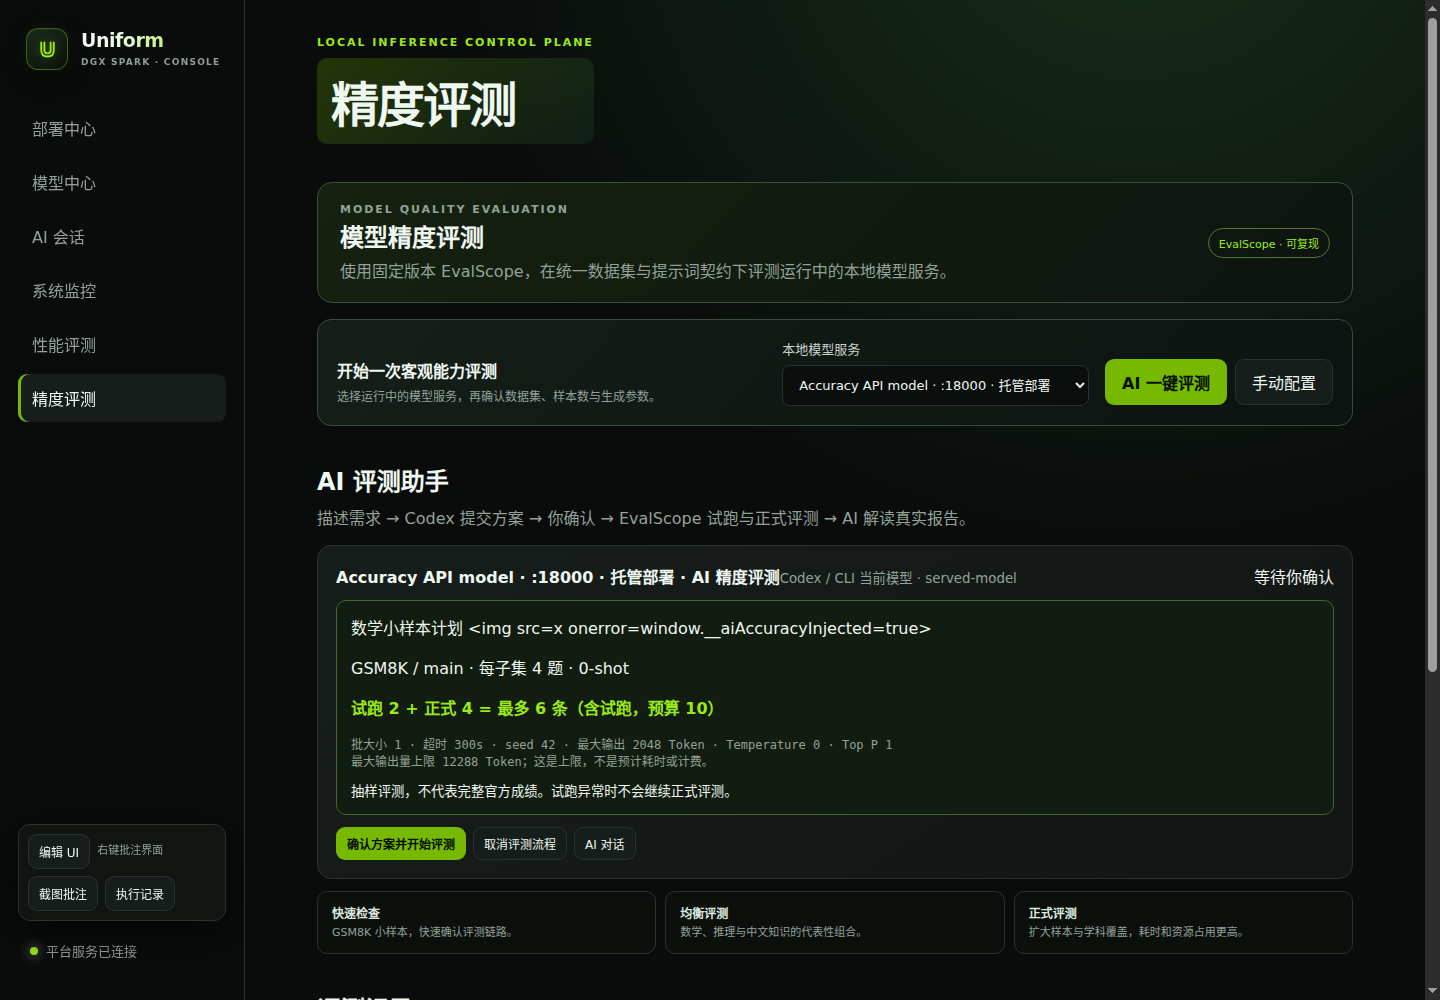 Uniform
DGX SPARK · CONSOLE
部署中心
模型中心
AI 会话
系统监控
性能评测
精度评测
编辑 UI
右键批注界面
截图批注
执行记录
平台服务已连接
LOCAL INFERENCE CONTROL PLANE
精度评测
MODEL QUALITY EVALUATION
模型精度评测
使用固定版本 EvalScope，在统一数据集与提示词契约下评测运行中的本地模型服务。
EvalScope · 可复现
开始一次客观能力评测
选择运行中的模型服务，再确认数据集、样本数与生成参数。
本地模型服务
Accuracy API model · :18000 · 托管部署
AI 一键评测
手动配置
AI 评测助手
描述需求 → Codex 提交方案 → 你确认 → EvalScope 试跑与正式评测 → AI 解读真实报告。
Accuracy API model · :18000 · 托管部署 · AI 精度评测Codex / CLI 当前模型 · served-model
等待你确认
数学小样本计划 <img src=x onerror=window.__aiAccuracyInjected=true>
GSM8K / main · 每子集 4 题 · 0-shot
试跑 2 + 正式 4 = 最多 6 条（含试跑，预算 10）
批大小 1 · 超时 300s · seed 42 · 最大输出 2048 Token · Temperature 0 · Top P 1
最大输出量上限 12288 Token；这是上限，不是预计耗时或计费。
抽样评测，不代表完整官方成绩。试跑异常时不会继续正式评测。
确认方案并开始评测
取消评测流程
AI 对话
快速检查
GSM8K 小样本，快速确认评测链路。
均衡评测
数学、推理与中文知识的代表性组合。
正式评测
扩大样本与学科覆盖，耗时和资源占用更高。